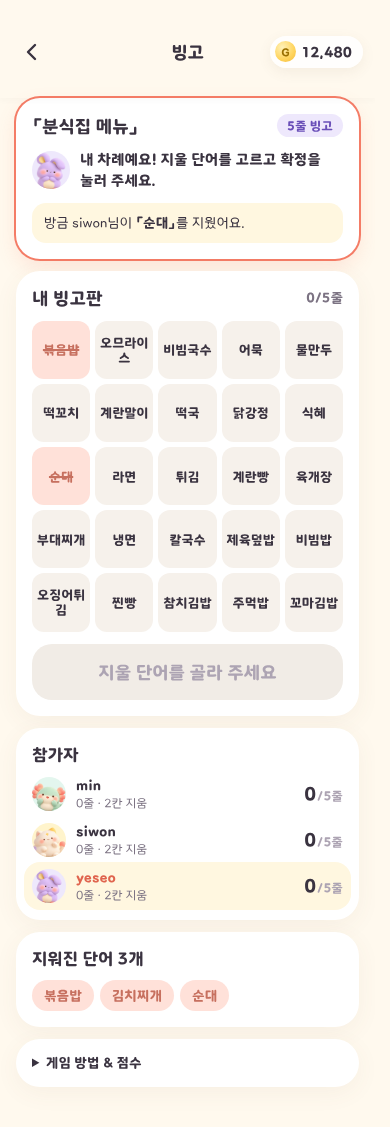 빙고
G 12,480
「분식집 메뉴」 5줄 빙고
내 차례예요! 지울 단어를 고르고 확정을
눌러 주세요.
방금 siwon님이 「순대」를 지웠어요.
내 빙고판 0/5줄
볶음밥 오므라이스 비빔국수 어묵 물만두
떡꼬치 계란말이 떡국 닭강정 식혜
순대 라면 튀김 계란빵 육개장
부대찌개 냉면 칼국수 제육덮밥 비빔밥
오징어튀김 찐빵 참치김밥 주먹밥 꼬마김밥
지울 단어를 골라 주세요
참가자
min
0줄 · 2칸 지움 0/5줄
siwon
0줄 · 2칸 지움 0/5줄
yeseo
0줄 · 2칸 지움 0/5줄
지워진 단어 3개
볶음밥 김치찌개 순대
▶ 게임 방법 & 점수